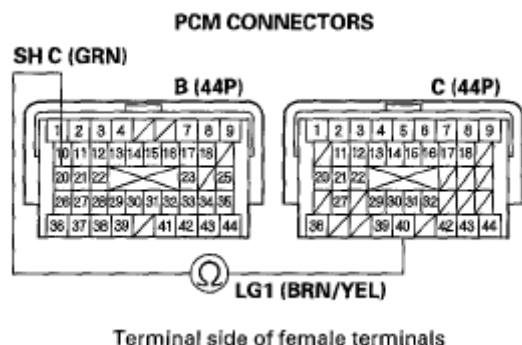 PCM CONNECTORS
SH C (GRN)
B (44P) C (44P)
1 2 3 4 7 8 9 1 2 3 4 5 6 7 8 9
10 11 12 13 14 15 16 17 18 11 12 13 14 15 16 17 18
20 21 22 23 25 20 21 22
26 27 28 29 30 31 32 33 34 35 27 29 30 31 32
36 37 38 39 41 42 43 44 36 39 40 42 43 44
Ω
LG1 (BRN/YEL)
Terminal side of female terminals